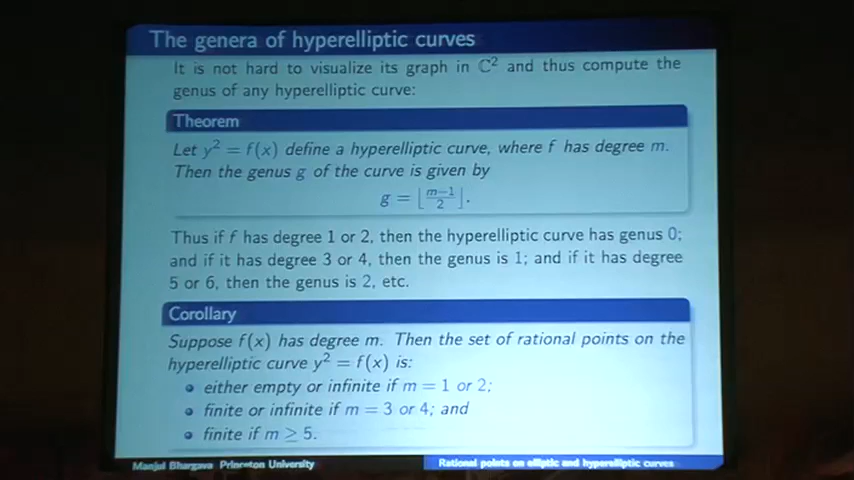 The genera of hyperelliptic curves
It is not hard to visualize its graph in ℂ² and thus compute the
genus of any hyperelliptic curve:
Theorem
Let y² = f(x) define a hyperelliptic curve, where f has degree m.
Then the genus g of the curve is given by
g = ⌊(m−1)/2⌋.
Thus if f has degree 1 or 2, then the hyperelliptic curve has genus 0;
and if it has degree 3 or 4, then the genus is 1; and if it has degree
5 or 6, then the genus is 2, etc.
Corollary
Suppose f(x) has degree m. Then the set of rational points on the
hyperelliptic curve y² = f(x) is:
• either empty or infinite if m = 1 or 2;
• finite or infinite if m = 3 or 4; and
• finite if m ≥ 5.
Manjul Bhargava Princeton University
Rational points on elliptic and hyperelliptic curves